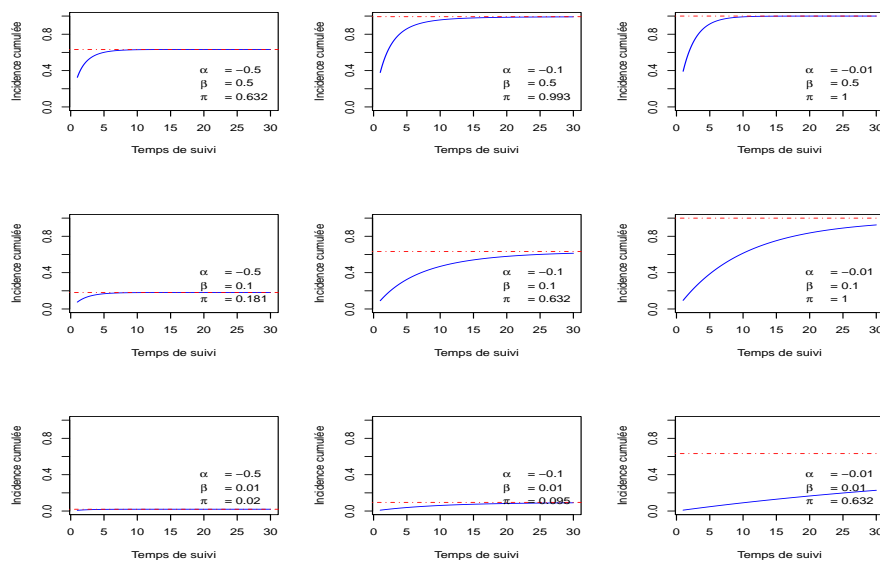 Incidence cumulée
0.0 0.4 0.8
α = −0.5
β = 0.5
π = 0.632
0 5 10 15 20 25 30
Temps de suivi
Incidence cumulée
0.0 0.4 0.8
α = −0.1
β = 0.5
π = 0.993
0 5 10 15 20 25 30
Temps de suivi
Incidence cumulée
0.0 0.4 0.8
α = −0.01
β = 0.5
π = 1
0 5 10 15 20 25 30
Temps de suivi
Incidence cumulée
0.0 0.4 0.8
α = −0.5
β = 0.1
π = 0.181
0 5 10 15 20 25 30
Temps de suivi
Incidence cumulée
0.0 0.4 0.8
α = −0.1
β = 0.1
π = 0.632
0 5 10 15 20 25 30
Temps de suivi
Incidence cumulée
0.0 0.4 0.8
α = −0.01
β = 0.1
π = 1
0 5 10 15 20 25 30
Temps de suivi
Incidence cumulée
0.0 0.4 0.8
α = −0.5
β = 0.01
π = 0.02
0 5 10 15 20 25 30
Temps de suivi
Incidence cumulée
0.0 0.4 0.8
α = −0.1
β = 0.01
π = 0.095
0 5 10 15 20 25 30
Temps de suivi
Incidence cumulée
0.0 0.4 0.8
α = −0.01
β = 0.01
π = 0.632
0 5 10 15 20 25 30
Temps de suivi